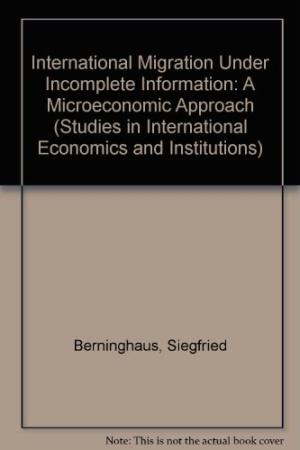 International Migration Under
Incomplete Information: A
Microeconomic Approach
(Studies in International
Economics and Institutions)
Berninghaus, Siegfried
Note: This is not the actual book cover